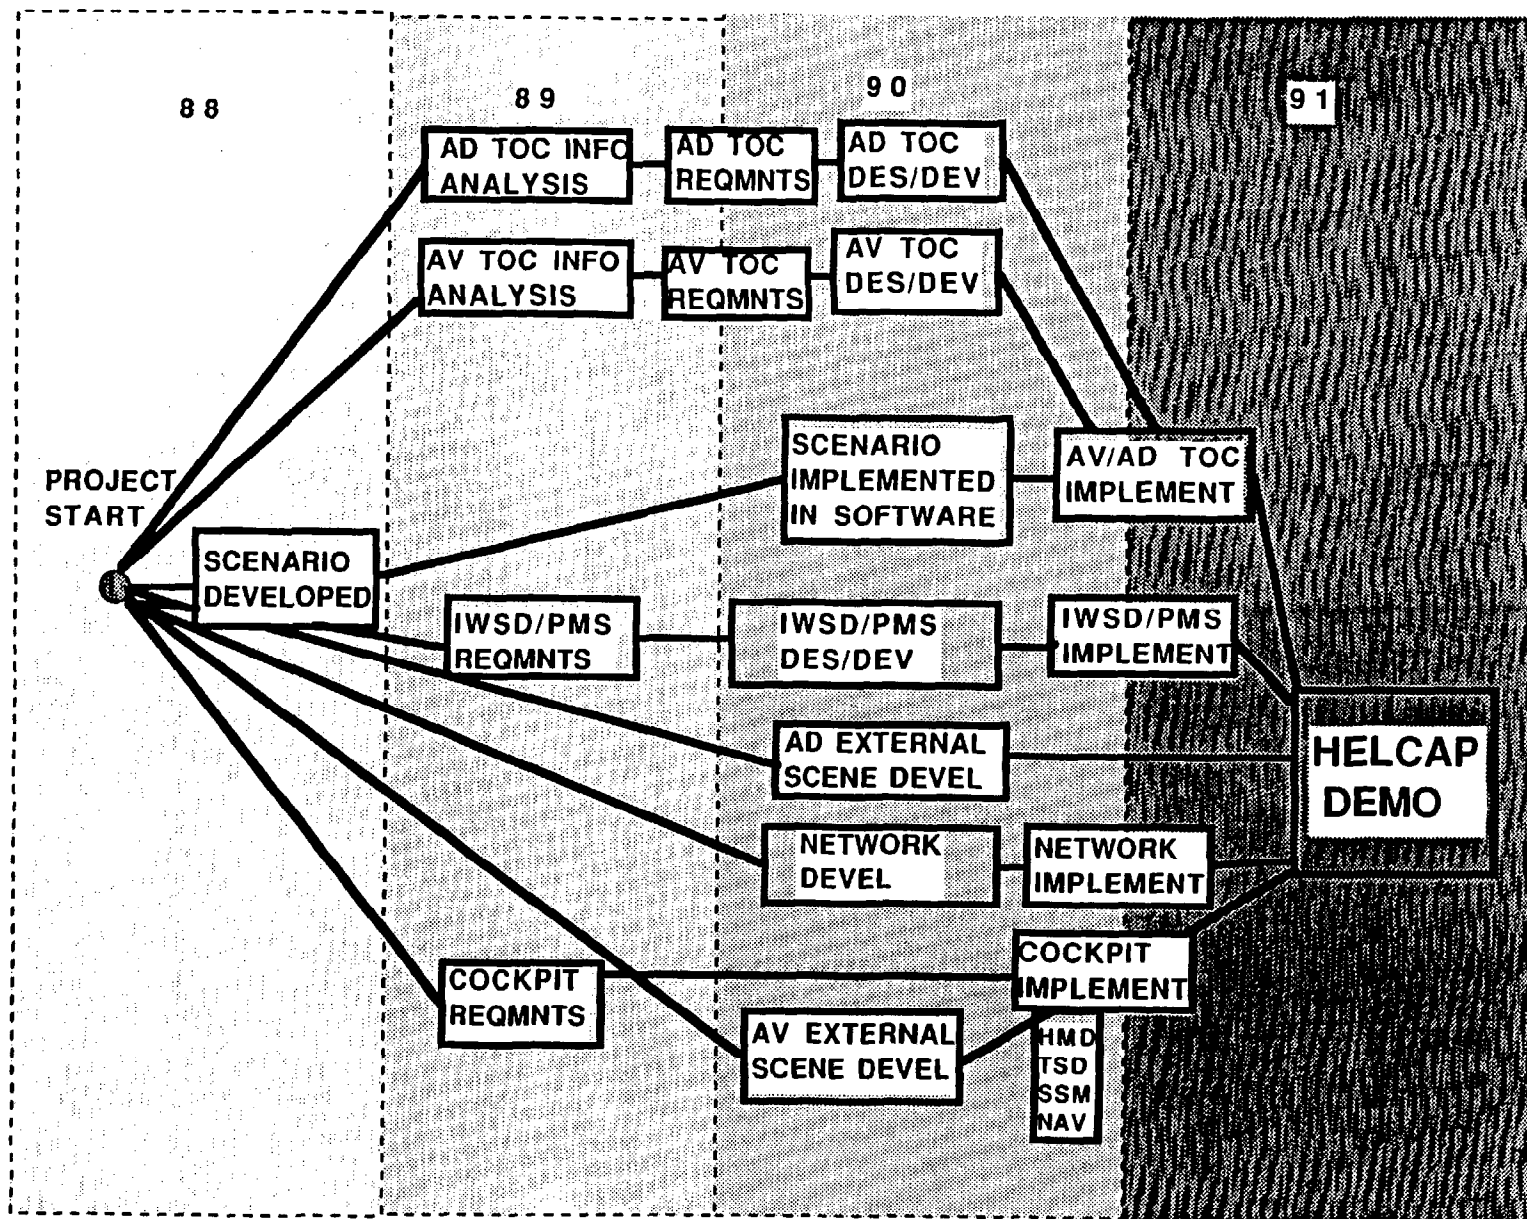 88
89
90
91
AD TOC INFO
ANALYSIS
AD TOC
REQMNTS
AD TOC
DES/DEV
AV TOC INFO
ANALYSIS
AV TOC
REQMNTS
AV TOC
DES/DEV
PROJECT
START
SCENARIO
DEVELOPED
SCENARIO
IMPLEMENTED
IN SOFTWARE
AV/AD TOC
IMPLEMENT
IWSD/PMS
REQMNTS
IWSD/PMS
DES/DEV
IWSD/PMS
IMPLEMENT
AD EXTERNAL
SCENE DEVEL
HELCAP
DEMO
NETWORK
DEVEL
NETWORK
IMPLEMENT
COCKPIT
REQMNTS
COCKPIT
IMPLEMENT
AV EXTERNAL
SCENE DEVEL
HMD
TSD
SSM
NAV